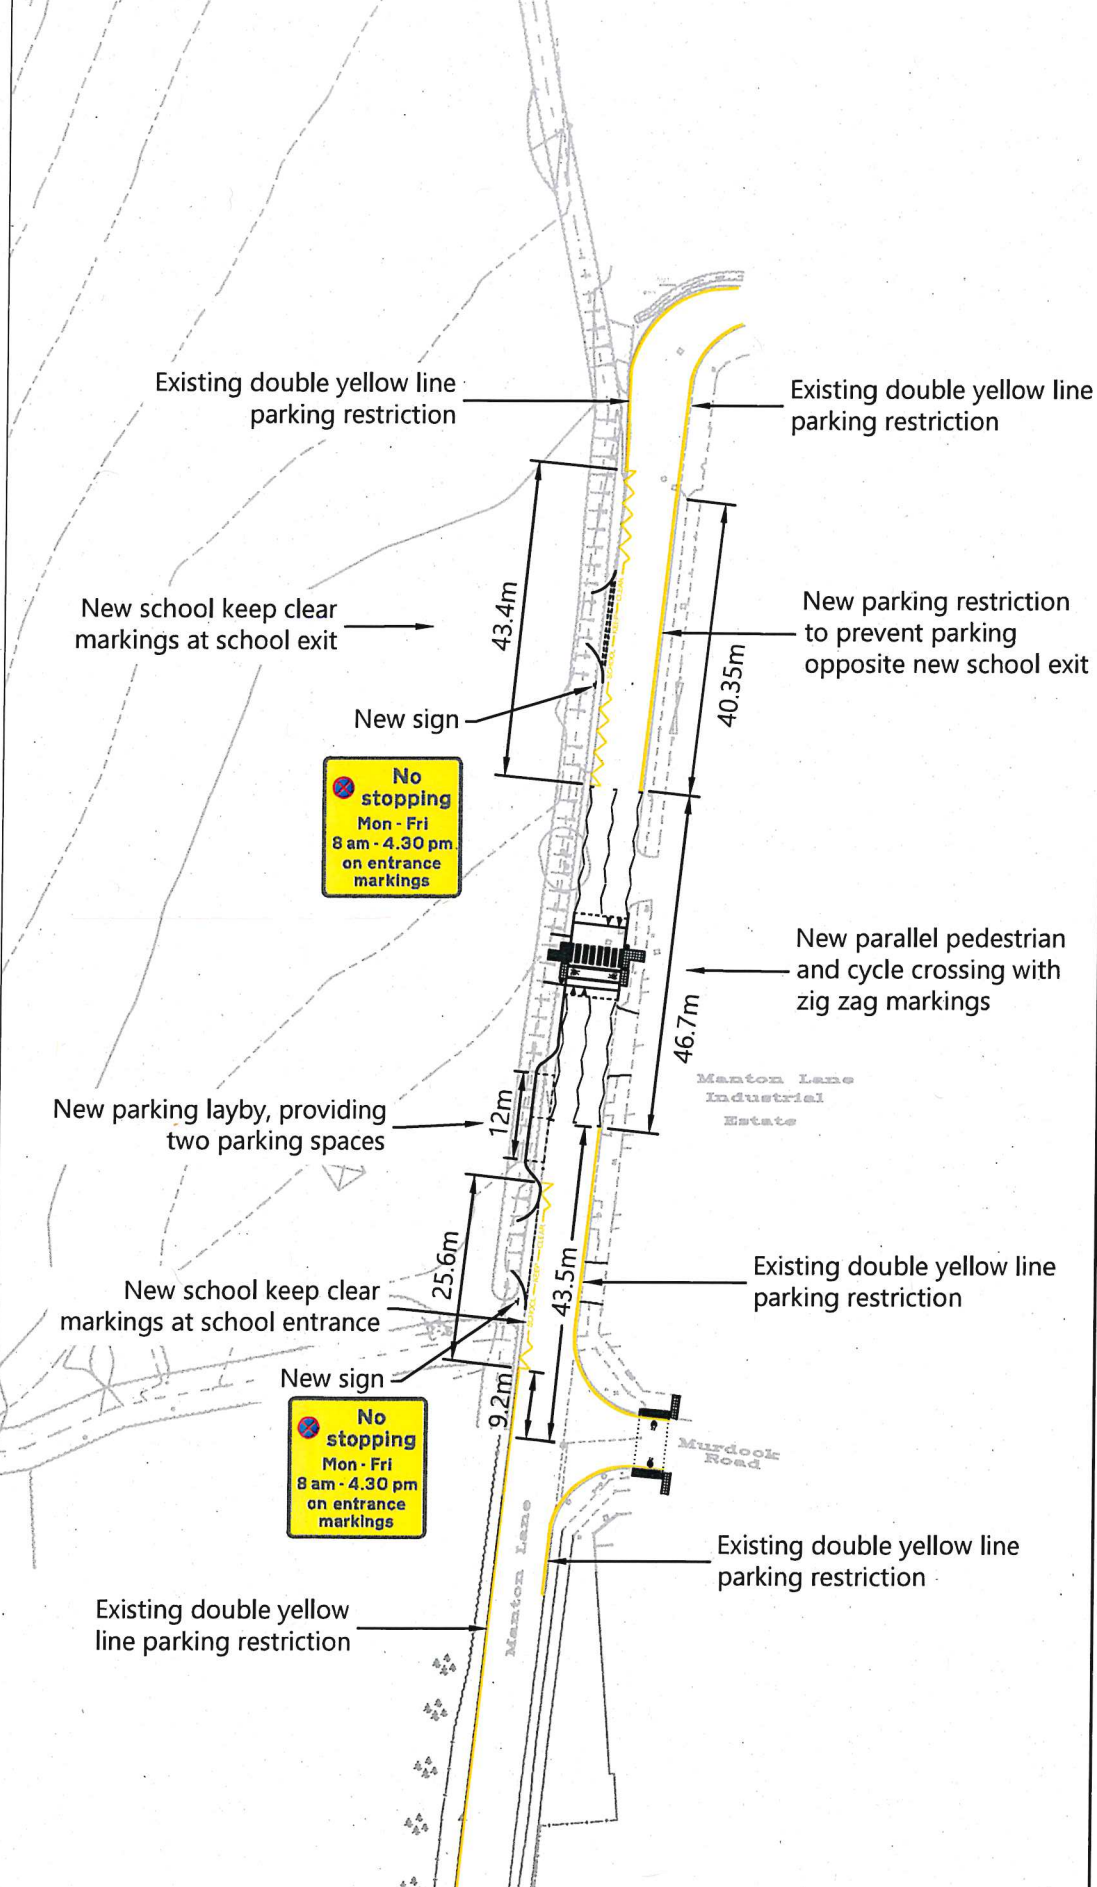 Existing double yellow line
parking restriction
Existing double yellow line
parking restriction
43.4m
New school keep clear
markings at school exit
New parking restriction
to prevent parking
opposite new school exit
40.35m
New sign
No
stopping
Mon - Fri
8 am - 4.30 pm
on entrance
markings
New parallel pedestrian
and cycle crossing with
zig zag markings
46.7m
Manton Lane
Industrial
Estate
New parking layby, providing
two parking spaces
12m
25.6m
43.5m
Existing double yellow line
parking restriction
New school keep clear
markings at school entrance
New sign
9.2m
No
stopping
Mon - Fri
8 am - 4.30 pm
on entrance
markings
Murdock
Road
Manton Lane
Existing double yellow line
parking restriction
Existing double yellow
line parking restriction